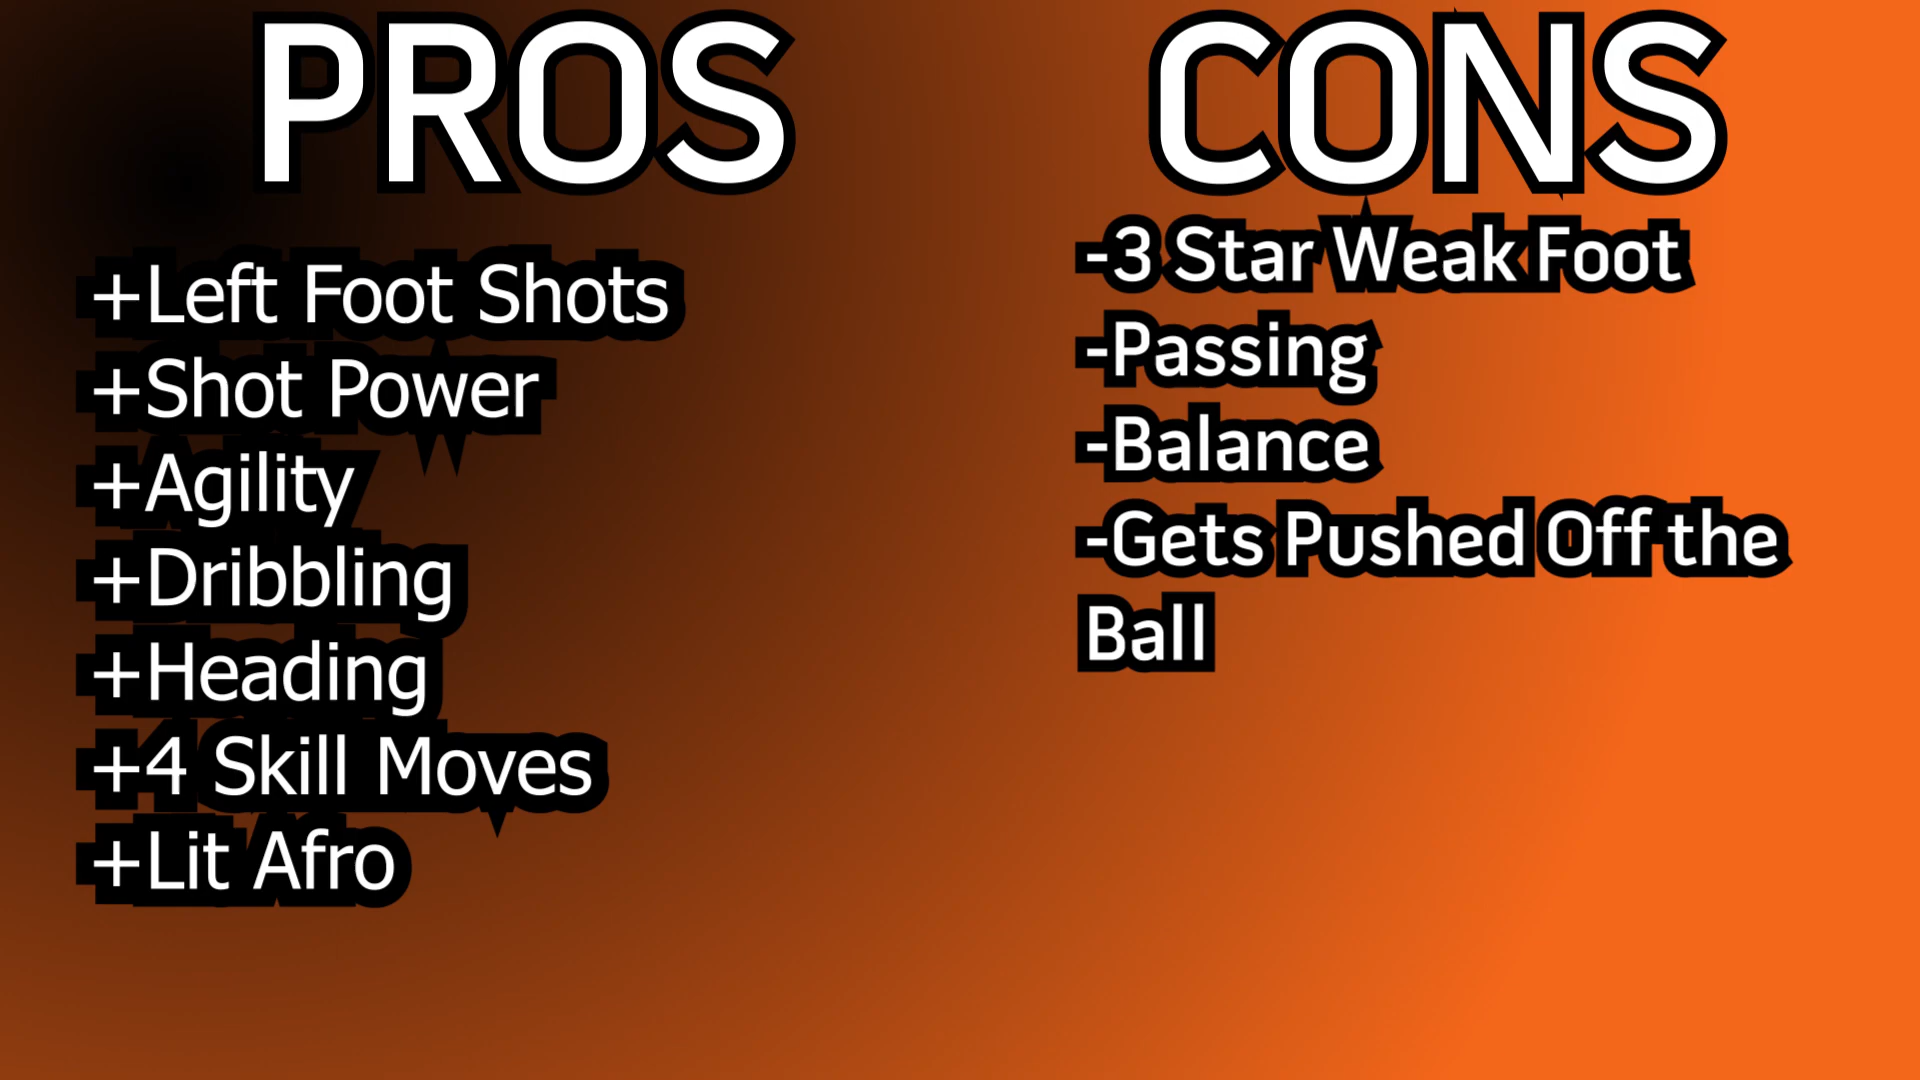 PROS
+Left Foot Shots
+Shot Power
+Agility
+Dribbling
+Heading
+4 Skill Moves
+Lit Afro
CONS
-3 Star Weak Foot
-Passing
-Balance
-Gets Pushed Off the
Ball